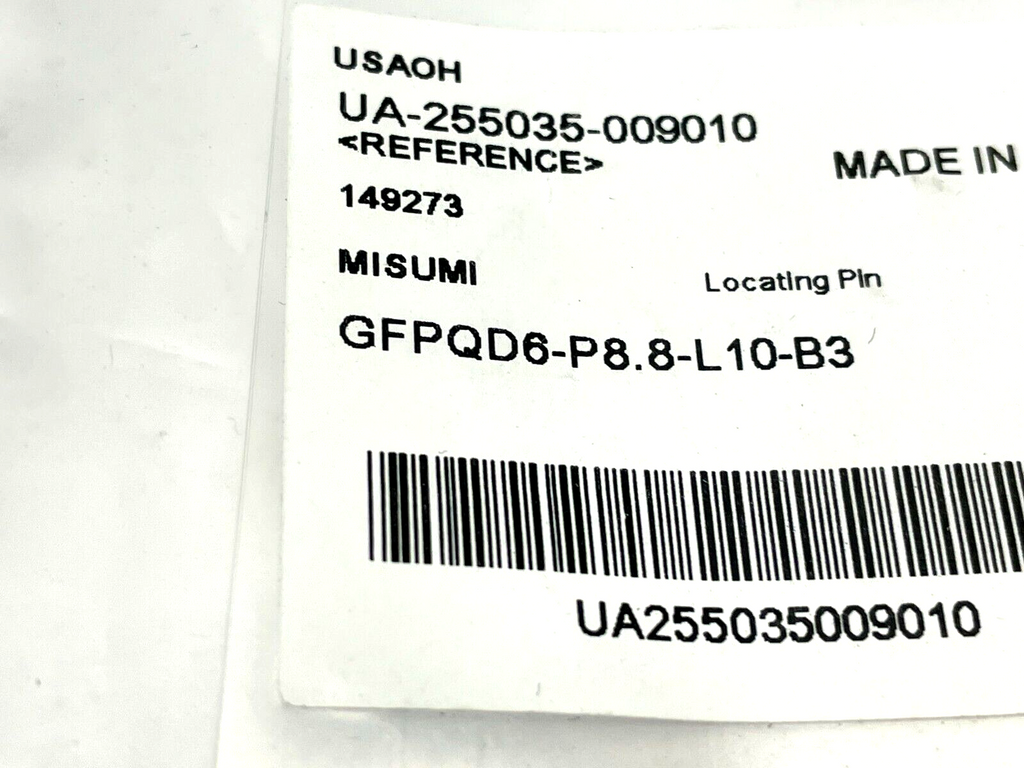 USAOH
UA-255035-009010
<REFERENCE>
MADE IN
149273
MISUMI
Locating Pin
GFPQD6-P8.8-L10-B3
UA255035009010